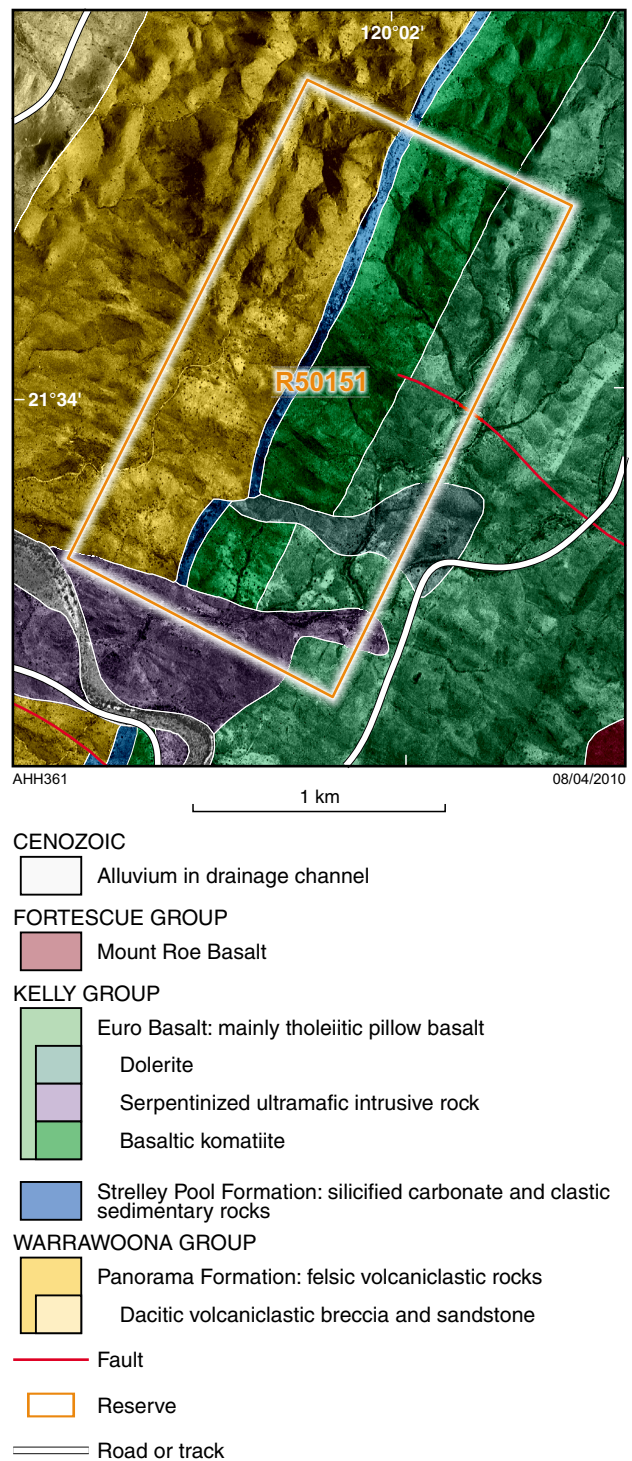 120°02'
R50151
21°34'
AHH361
08/04/2010
1 km
CENOZOIC
Alluvium in drainage channel
FORTESCUE GROUP
Mount Roe Basalt
KELLY GROUP
Euro Basalt: mainly tholeiitic pillow basalt
Dolerite
Serpentinized ultramafic intrusive rock
Basaltic komatiite
Strelley Pool Formation: silicified carbonate and clastic
sedimentary rocks
WARRAWOONA GROUP
Panorama Formation: felsic volcaniclastic rocks
Dacitic volcaniclastic breccia and sandstone
Fault
Reserve
Road or track